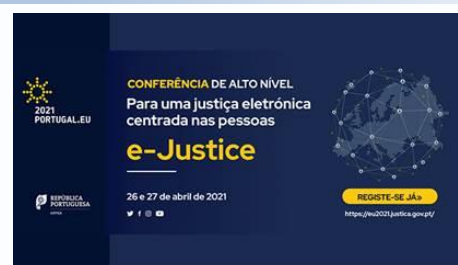 2021
PORTUGAL.EU
REPÚBLICA
PORTUGUESA
JUSTIÇA
CONFERÊNCIA DE ALTO NÍVEL
Para uma justiça eletrónica
centrada nas pessoas
e-Justice
26 e 27 de abril de 2021
REGISTE-SE JÁ»
https://eu2021.justica.gov.pt/